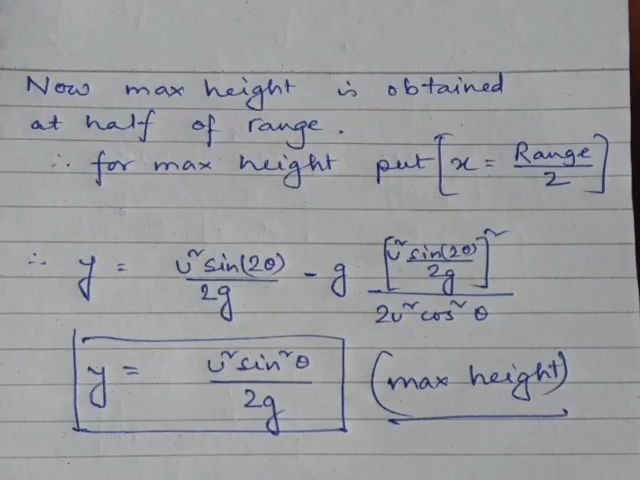 Now max height is obtained
at half of range.
∴ for max height put [x = Range/2]
∴ y = u² sin(2θ)/2g - g [u² sin(2θ)/2g]²/2u² cos² θ
y = u² sin² θ/2g (max height)